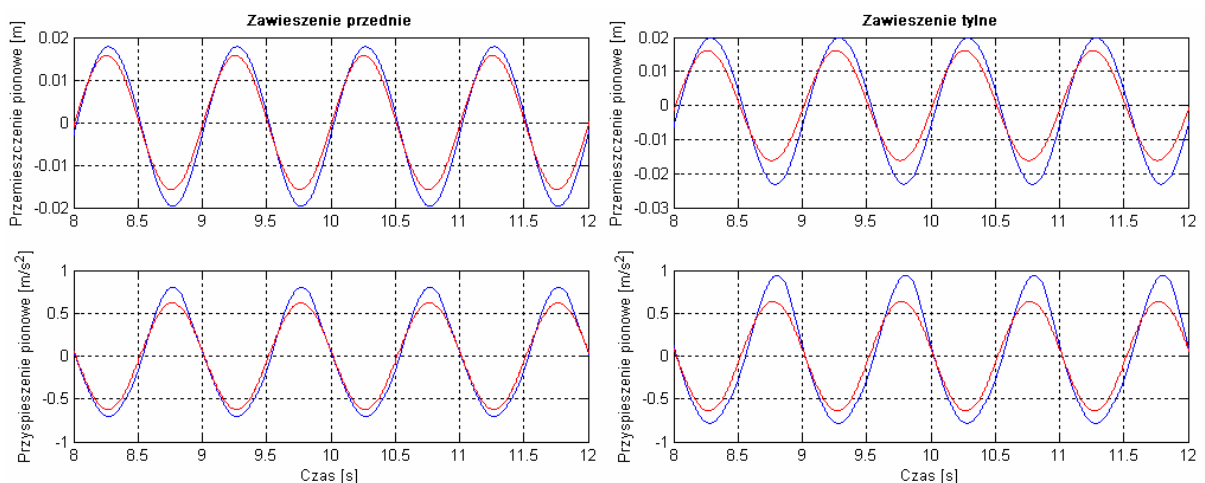 Zawieszenie przednie
Przemieszczenie pionowe [m]
0.02
0.01
0
-0.01
-0.02
8 8.5 9 9.5 10 10.5 11 11.5 12
Zawieszenie tylne
Przemieszczenie pionowe [m]
0.02
0.01
0
-0.01
-0.02
-0.03
8 8.5 9 9.5 10 10.5 11 11.5 12
Przyspieszenie pionowe [m/s²]
1
0.5
0
-0.5
-1
8 8.5 9 9.5 10 10.5 11 11.5 12
Czas [s]
Przyspieszenie pionowe [m/s²]
1
0.5
0
-0.5
-1
8 8.5 9 9.5 10 10.5 11 11.5 12
Czas [s]